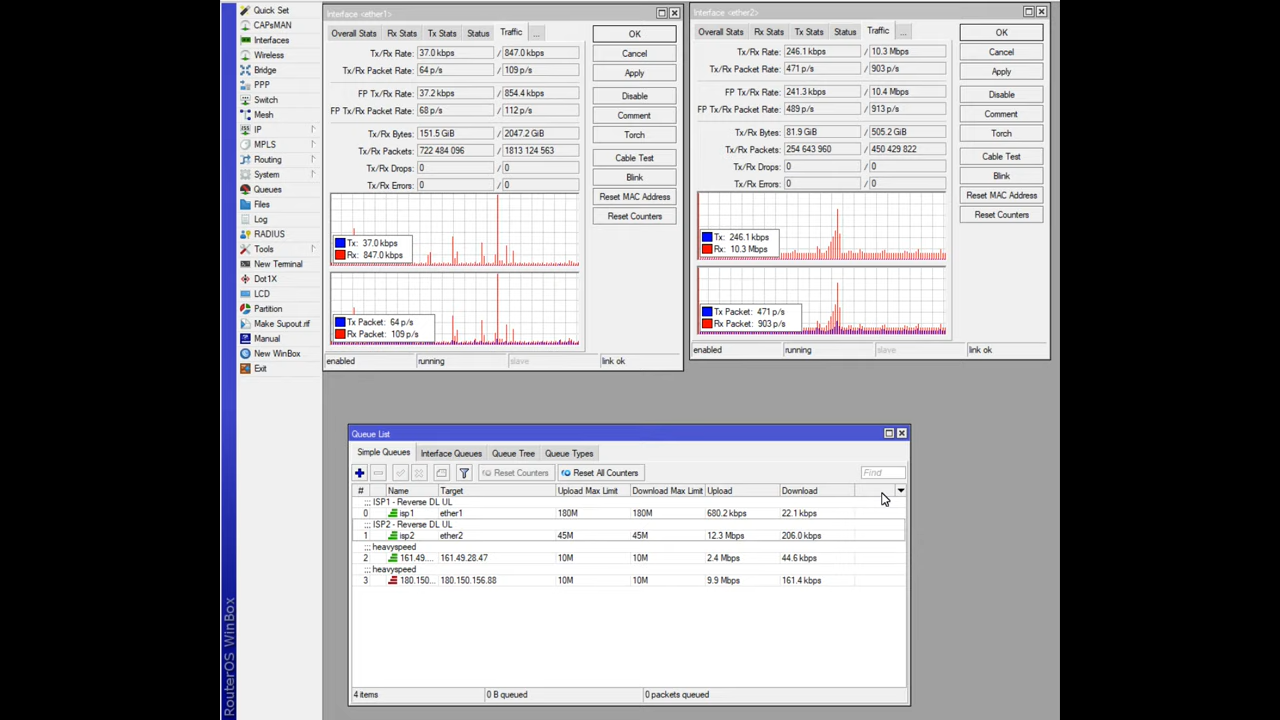 Quick Set
CAPsMAN
Interfaces
Wireless
Bridge
PPP
Switch
Mesh
IP
MPLS
Routing
System
Queues
Files
Log
RADIUS
Tools
New Terminal
Dot1X
LCD
Partition
Make Supout.rif
Manual
New WinBox
Exit
RouterOS WinBox
Interface <ether1>
Overall Stats Rx Stats Tx Stats Status Traffic ...
Tx/Rx Rate: 37.0 kbps / 847.0 kbps
Tx/Rx Packet Rate: 64 p/s / 109 p/s
FP Tx/Rx Rate: 37.2 kbps / 854.4 kbps
FP Tx/Rx Packet Rate: 68 p/s / 112 p/s
Tx/Rx Bytes: 151.5 GiB / 2047.2 GiB
Tx/Rx Packets: 722 484 096 / 1813 124 563
Tx/Rx Drops: 0 / 0
Tx/Rx Errors: 0 / 0
Tx: 37.0 kbps
Rx: 847.0 kbps
Tx Packet: 64 p/s
Rx Packet: 109 p/s
OK
Cancel
Apply
Disable
Comment
Torch
Cable Test
Blink
Reset MAC Address
Reset Counters
enabled running slave link ok
Interface <ether2>
Overall Stats Rx Stats Tx Stats Status Traffic ...
Tx/Rx Rate: 246.1 kbps / 10.3 Mbps
Tx/Rx Packet Rate: 471 p/s / 903 p/s
FP Tx/Rx Rate: 241.3 kbps / 10.4 Mbps
FP Tx/Rx Packet Rate: 489 p/s / 913 p/s
Tx/Rx Bytes: 81.9 GiB / 505.2 GiB
Tx/Rx Packets: 254 643 960 / 450 429 822
Tx/Rx Drops: 0 / 0
Tx/Rx Errors: 0 / 0
Tx: 246.1 kbps
Rx: 10.3 Mbps
Tx Packet: 471 p/s
Rx Packet: 903 p/s
OK
Cancel
Apply
Disable
Comment
Torch
Cable Test
Blink
Reset MAC Address
Reset Counters
enabled running slave link ok
Queue List
Simple Queues Interface Queues Queue Tree Queue Types
Reset Counters Reset All Counters Find
# Name Target Upload Max Limit Download Max Limit Upload Download
;;; ISP1 - Reverse DL UL
0 isp1 ether1 180M 180M 680.2 kbps 22.1 kbps
;;; ISP2 - Reverse DL UL
1 isp2 ether2 45M 45M 12.3 Mbps 206.0 kbps
;;; heavyspeed
2 161.49.... 161.49.28.47 10M 10M 2.4 Mbps 44.6 kbps
;;; heavyspeed
3 180.150... 180.150.156.88 10M 10M 9.9 Mbps 161.4 kbps
4 items 0 B queued 0 packets queued